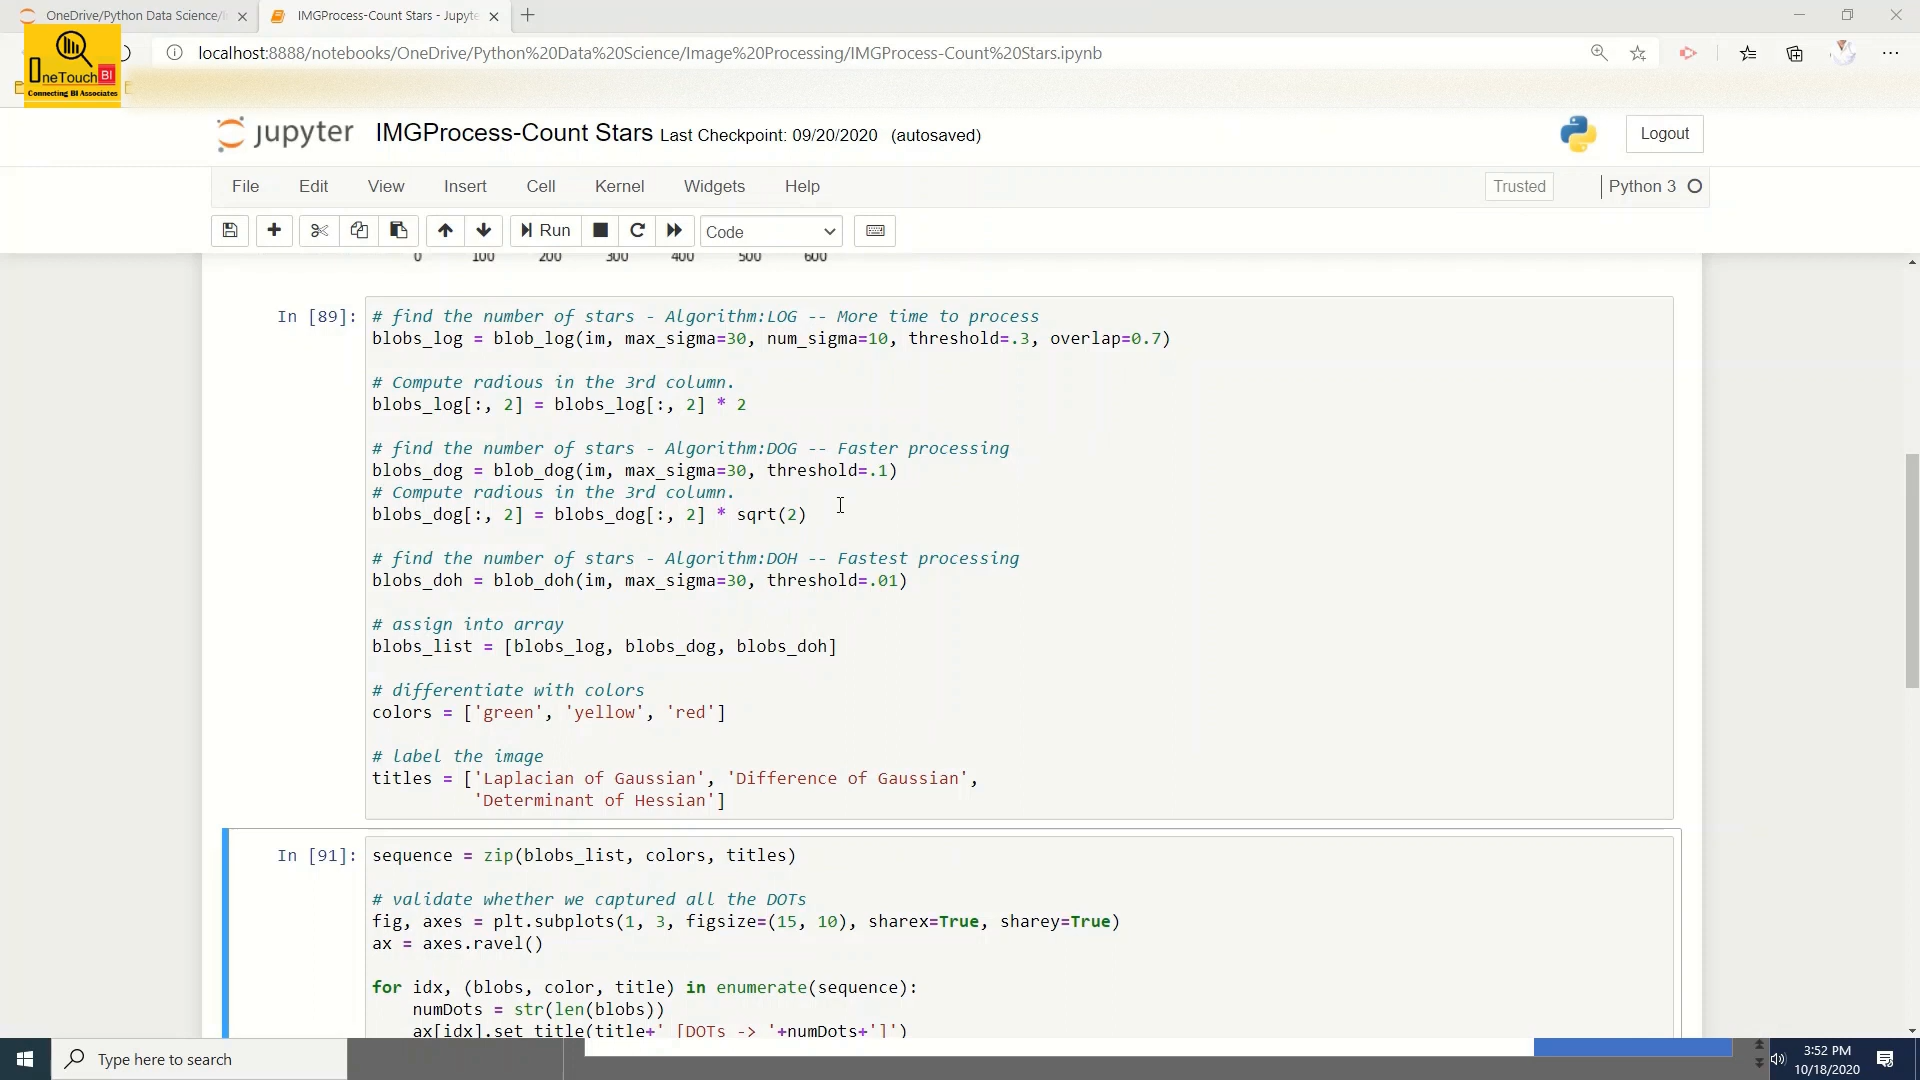 OneDrive/Python Data Science/
IMGProcess-Count Stars - Jupyte
localhost:8888/notebooks/OneDrive/Python%20Data%20Science/Image%20Processing/IMGProcess-Count%20Stars.ipynb
OneTouch BI
Connecting BI Associates
jupyter IMGProcess-Count Stars Last Checkpoint: 09/20/2020 (autosaved)
Logout
File Edit View Insert Cell Kernel Widgets Help
Trusted Python 3
Run Code
0 100 200 300 400 500 600
In [89]: # find the number of stars - Algorithm:LOG -- More time to process
blobs_log = blob_log(im, max_sigma=30, num_sigma=10, threshold=.3, overlap=0.7)
# Compute radious in the 3rd column.
blobs_log[:, 2] = blobs_log[:, 2] * 2
# find the number of stars - Algorithm:DOG -- Faster processing
blobs_dog = blob_dog(im, max_sigma=30, threshold=.1)
# Compute radious in the 3rd column.
blobs_dog[:, 2] = blobs_dog[:, 2] * sqrt(2)
# find the number of stars - Algorithm:DOH -- Fastest processing
blobs_doh = blob_doh(im, max_sigma=30, threshold=.01)
# assign into array
blobs_list = [blobs_log, blobs_dog, blobs_doh]
# differentiate with colors
colors = ['green', 'yellow', 'red']
# label the image
titles = ['Laplacian of Gaussian', 'Difference of Gaussian',
'Determinant of Hessian']
In [91]: sequence = zip(blobs_list, colors, titles)
# validate whether we captured all the DOTs
fig, axes = plt.subplots(1, 3, figsize=(15, 10), sharex=True, sharey=True)
ax = axes.ravel()
for idx, (blobs, color, title) in enumerate(sequence):
numDots = str(len(blobs))
ax[idx].set_title(title+' [DOTs -> '+numDots+']')
Type here to search
3:52 PM
10/18/2020